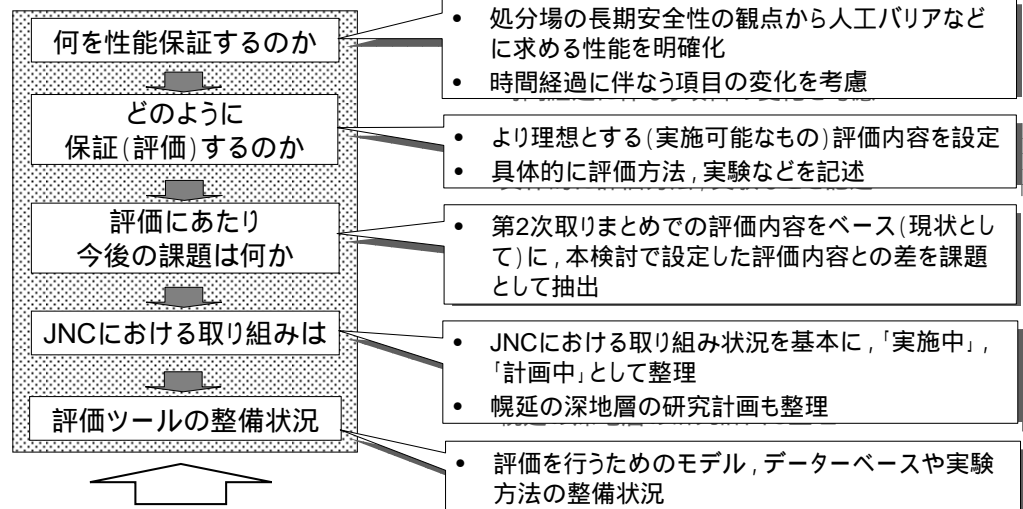 何を性能保証するのか
• 処分場の長期安全性の観点から人工バリアなど
に求める性能を明確化
• 時間経過に伴なう項目の変化を考慮
どのように
保証(評価)するのか
• より理想とする(実施可能なもの)評価内容を設定
• 具体的に評価方法,実験などを記述
評価にあたり
今後の課題は何か
• 第2次取りまとめでの評価内容をベース(現状とし
て)に,本検討で設定した評価内容との差を課題
として抽出
JNCにおける取り組みは
• JNCにおける取り組み状況を基本に,「実施中」,
「計画中」として整理
• 幌延の深地層の研究計画も整理
評価ツールの整備状況
• 評価を行うためのモデル,データーベースや実験
方法の整備状況